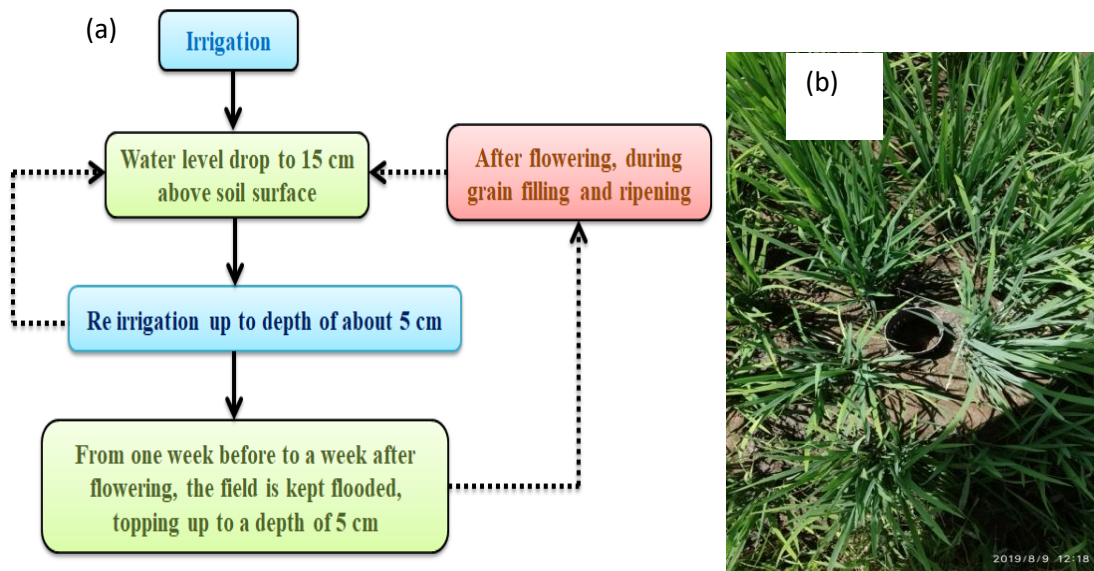 (a)
Irrigation
Water level drop to 15 cm
above soil surface
After flowering, during
grain filling and ripening
Re irrigation up to depth of about 5 cm
From one week before to a week after
flowering, the field is kept flooded,
topping up to a depth of 5 cm
(b)
2019/8/9 12:18